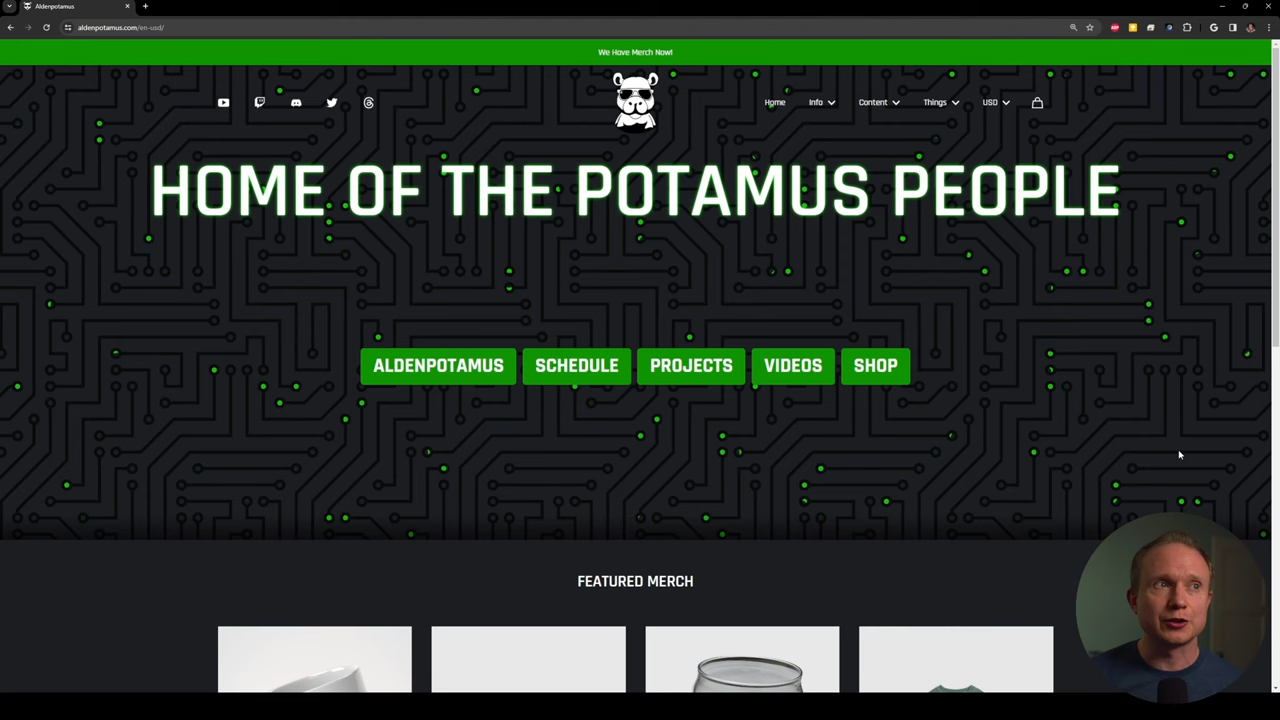 Aldenpotamus
aldenpotamus.com/en-usd/
We Have Merch Now!
Home Info Content Things USD
HOME OF THE POTAMUS PEOPLE
ALDENPOTAMUS SCHEDULE PROJECTS VIDEOS SHOP
FEATURED MERCH